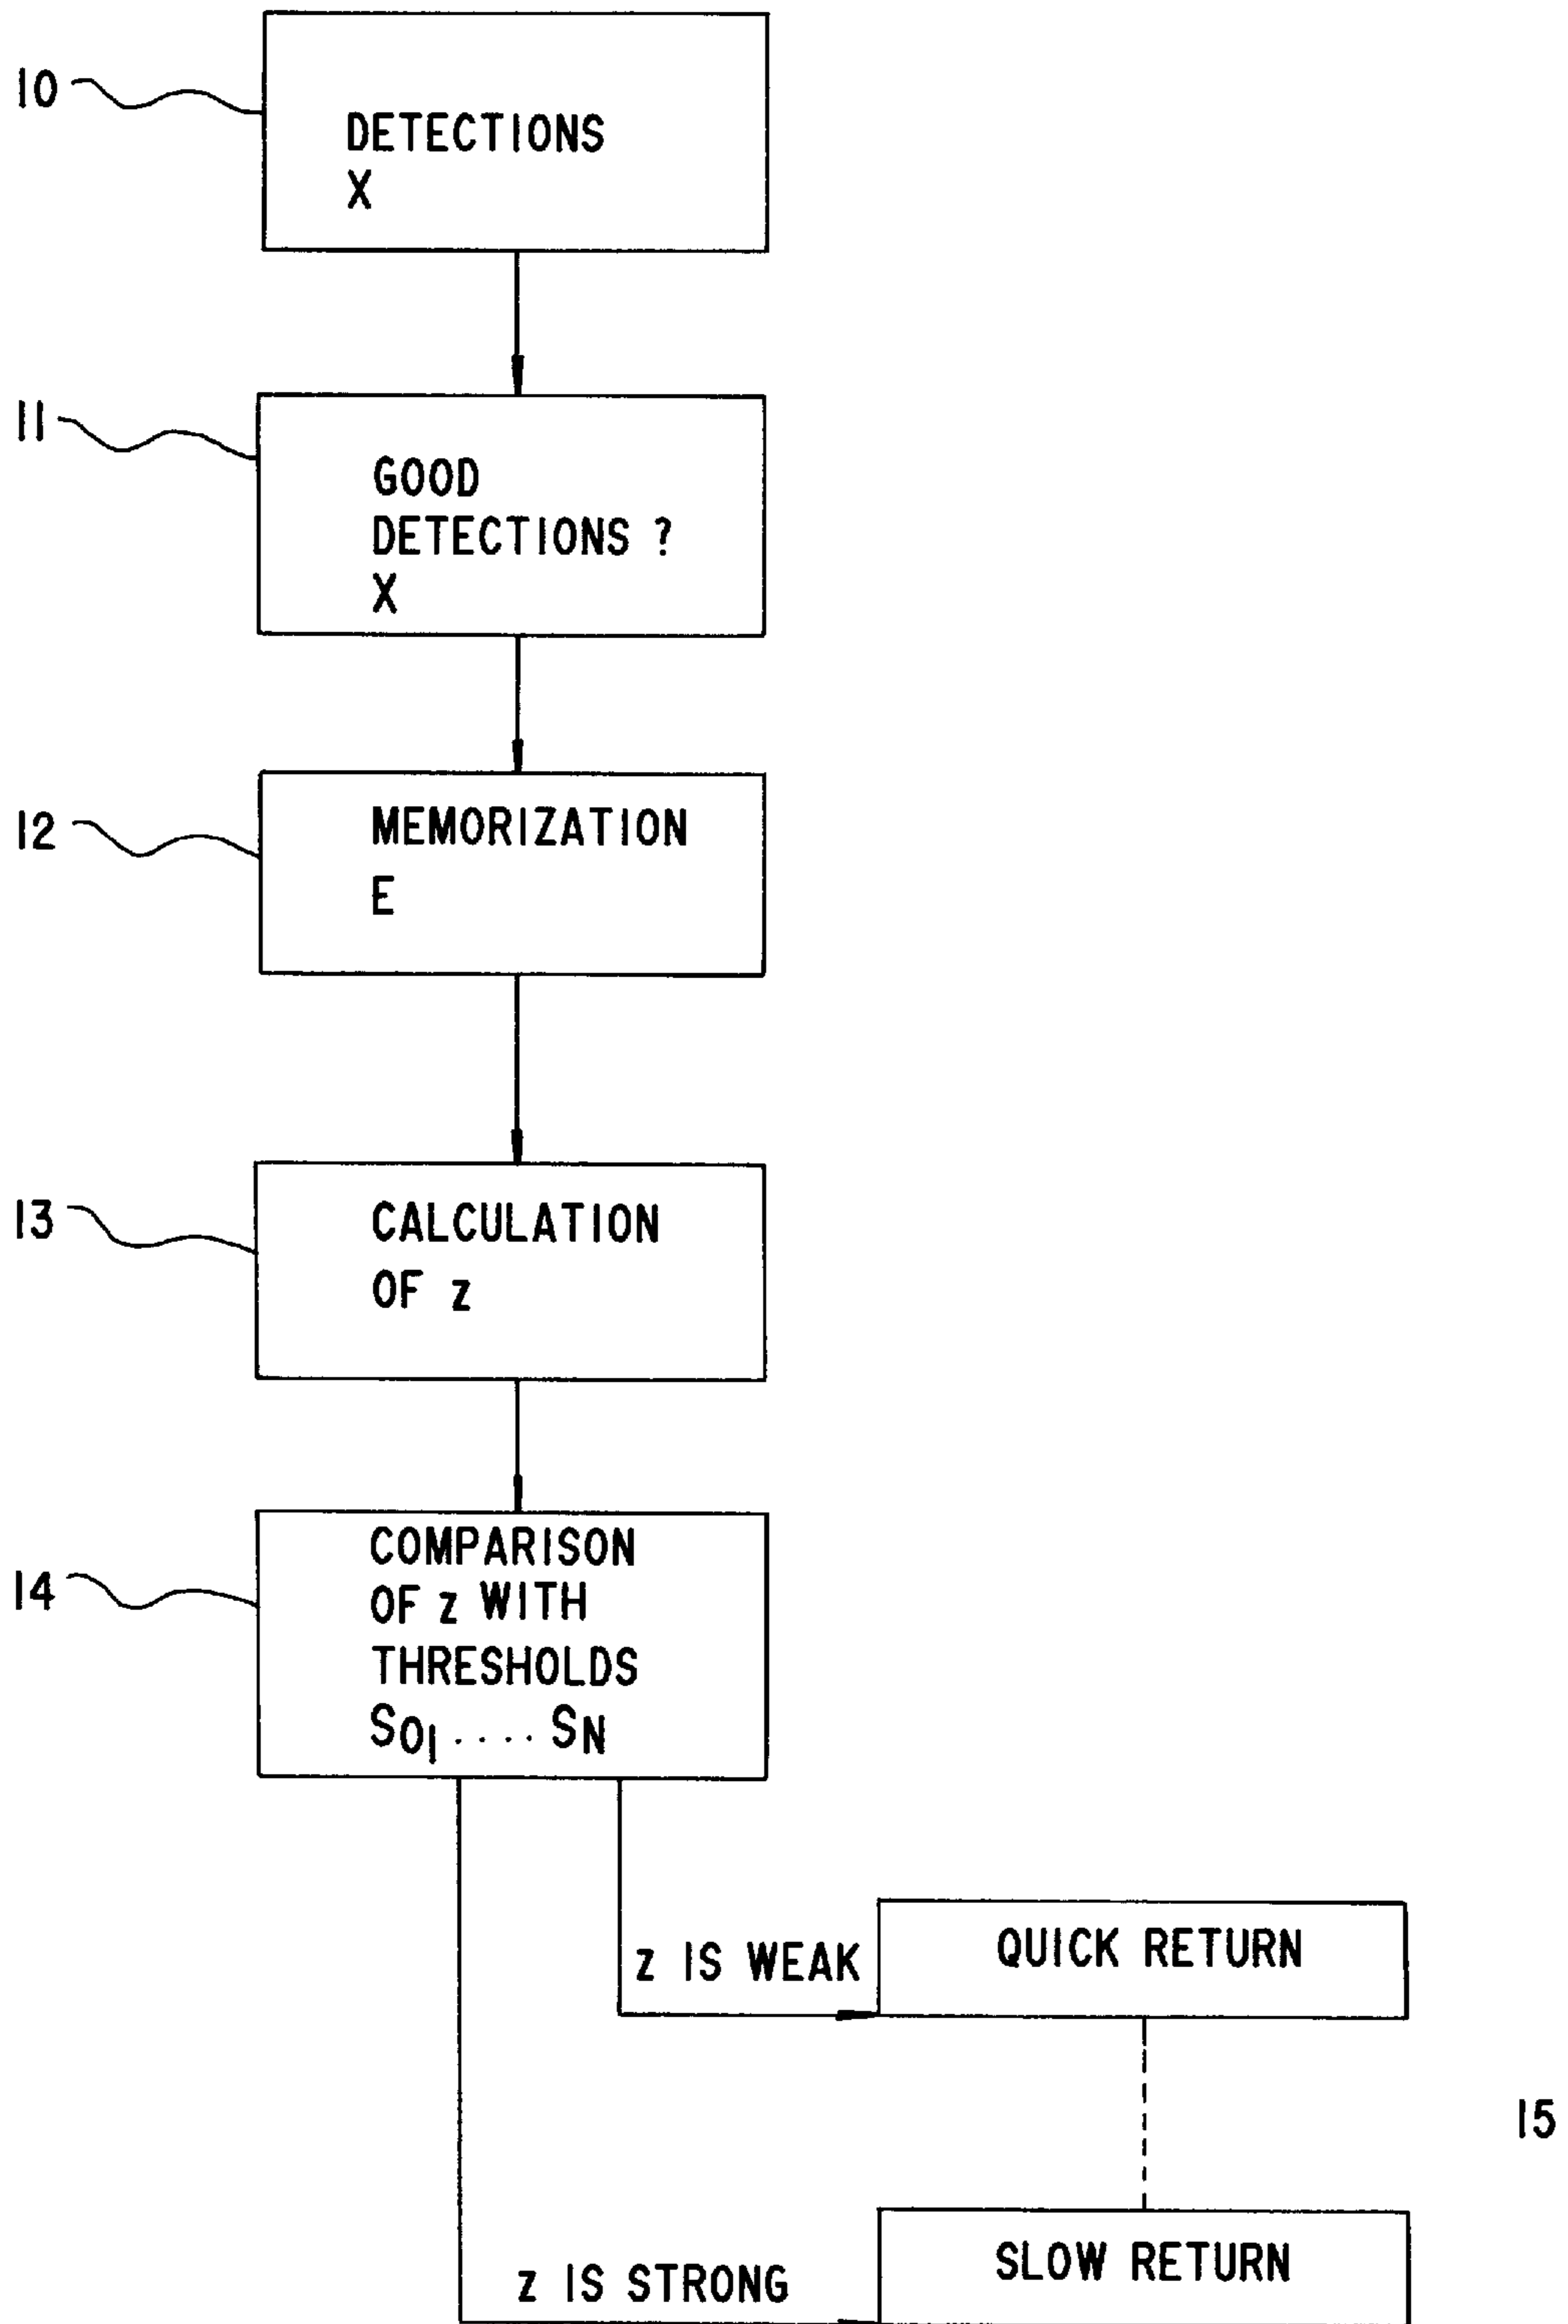 10
DETECTIONS
X
11
GOOD
DETECTIONS ?
X
12
MEMORIZATION
E
13
CALCULATION
OF z
14
COMPARISON
OF z WITH
THRESHOLDS
S01 .... SN
z IS WEAK
QUICK RETURN
15
z IS STRONG
SLOW RETURN